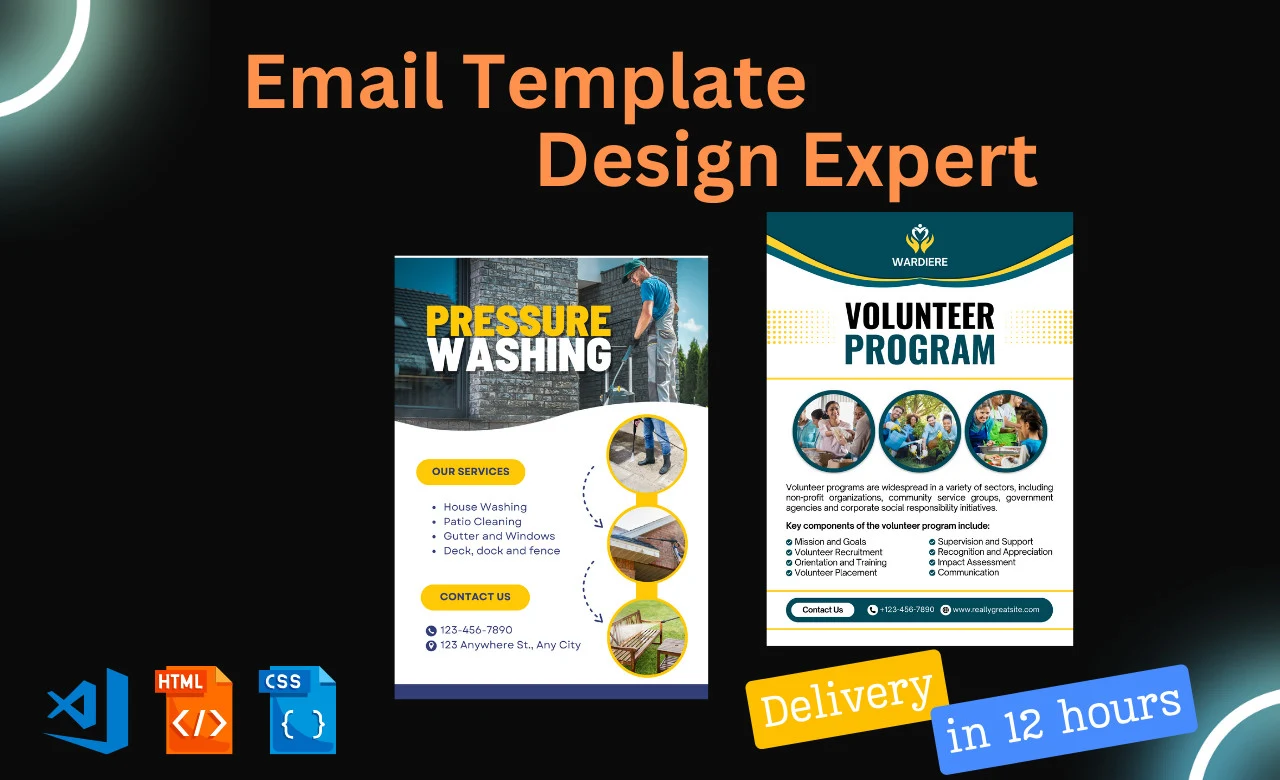 Email Template
Design Expert
PRESSURE
WASHING
OUR SERVICES
• House Washing
• Patio Cleaning
• Gutter and Windows
• Deck, dock and fence
CONTACT US
123-456-7890
123 Anywhere St., Any City
WARDIERE
VOLUNTEER
PROGRAM
Volunteer programs are widespread in a variety of sectors, including
non-profit organizations, community service groups, government
agencies and corporate social responsibility initiatives.
Key components of the volunteer program include:
Mission and Goals
Volunteer Recruitment
Orientation and Training
Volunteer Placement
Supervision and Support
Recognition and Appreciation
Impact Assessment
Communication
Contact Us +123-456-7890 www.reallygreatsite.com
HTML
</>
CSS
{ }
Delivery
in 12 hours